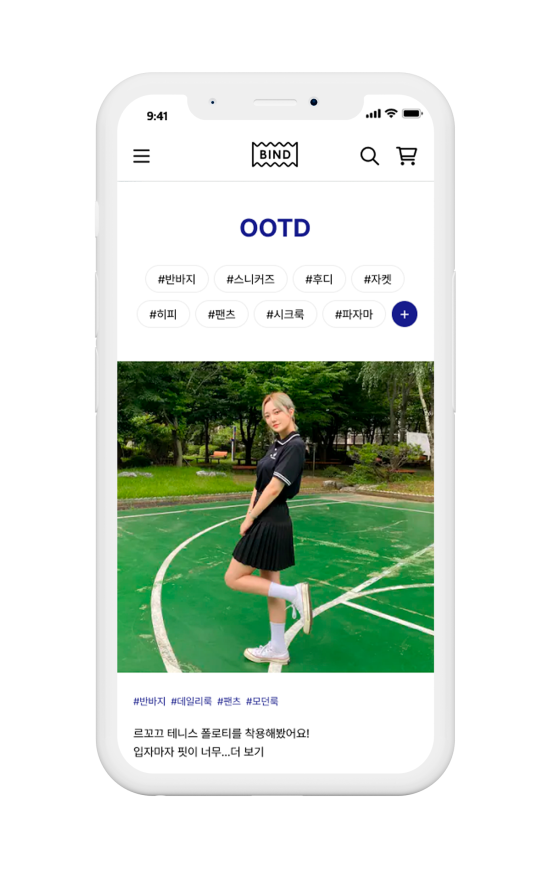 9:41
BIND
OOTD
#반바지 #스니커즈 #후디 #자켓
#히피 #팬츠 #시크룩 #파자마 +
#반바지 #데일리룩 #팬츠 #모던룩
르꼬끄 테니스 폴로티를 착용해봤어요!
입자마자 핏이 너무...더 보기